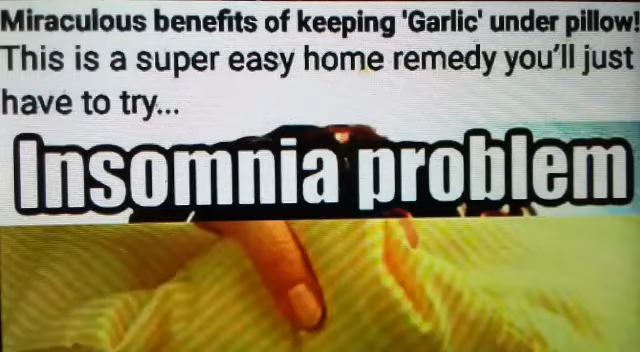 Miraculous benefits of keeping 'Garlic' under pillow:
This is a super easy home remedy you'll just
have to try...
Insomnia problem